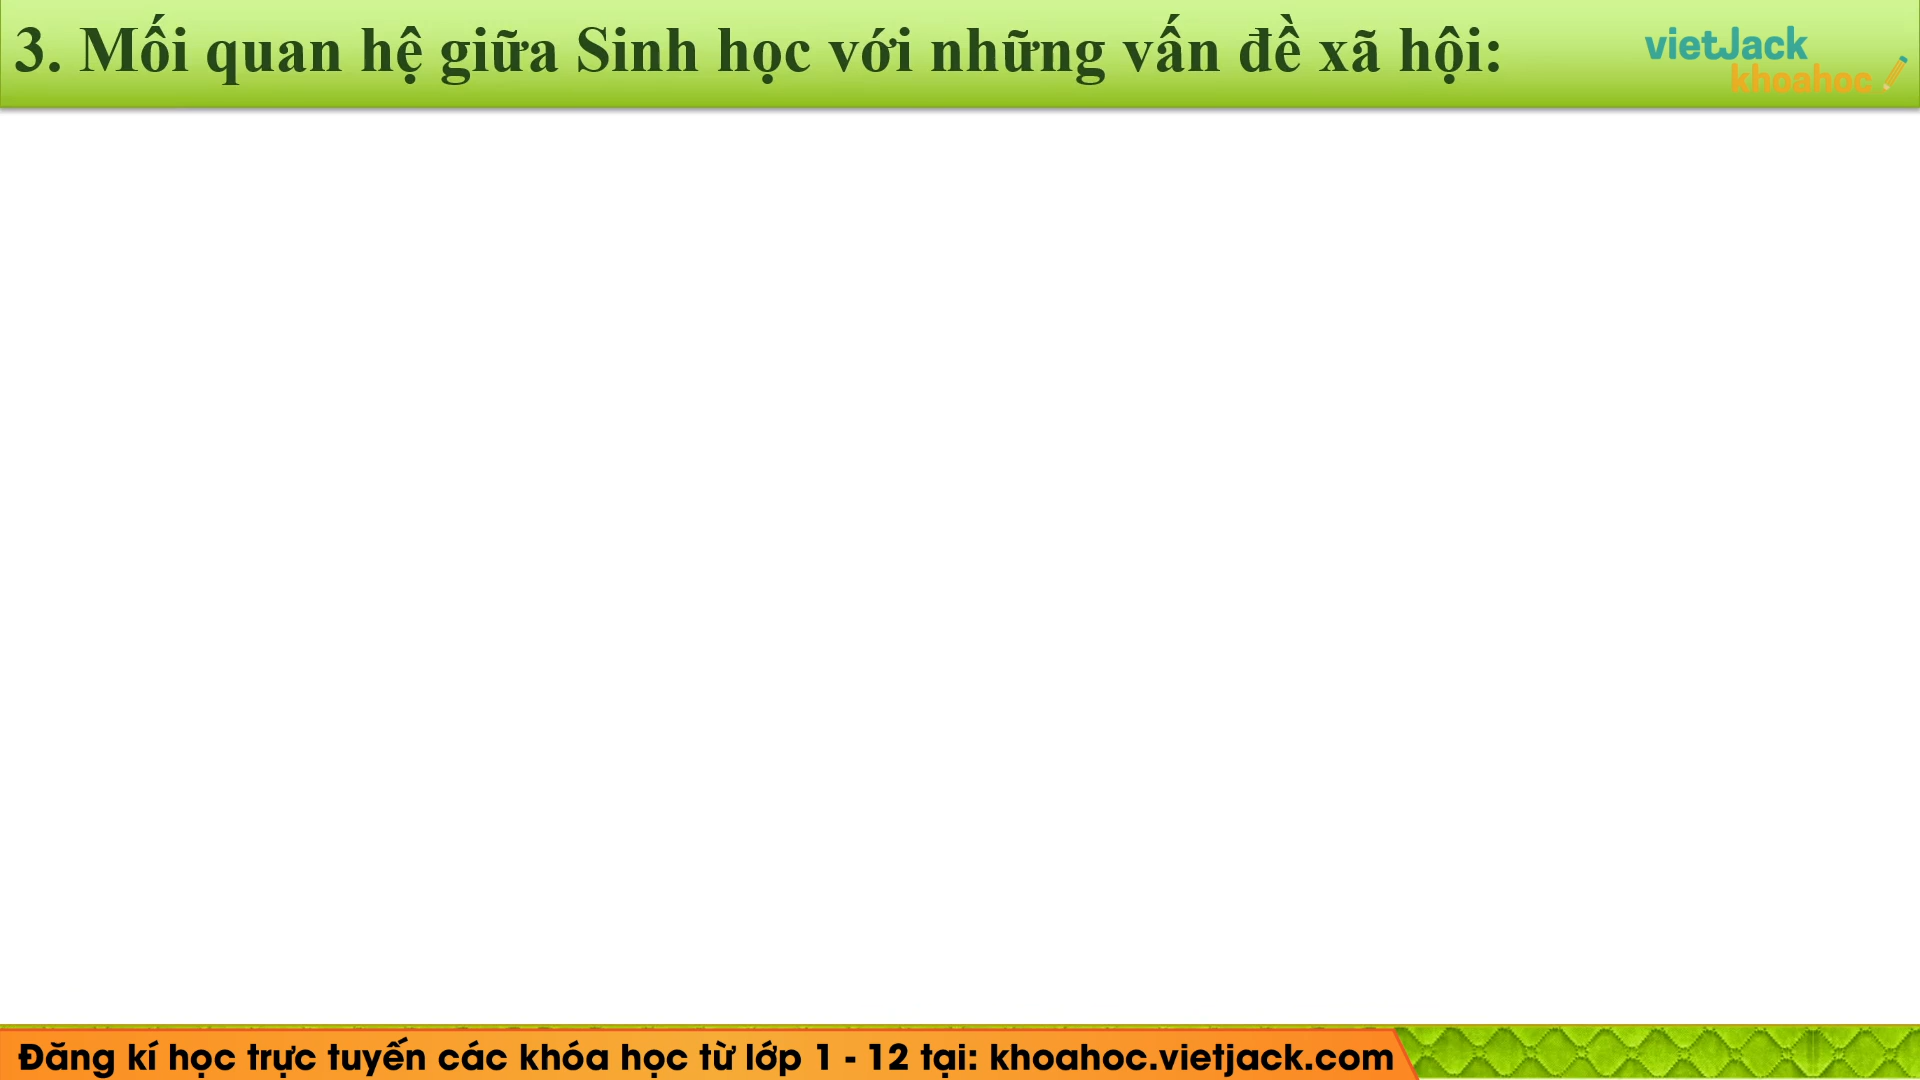 3. Mối quan hệ giữa Sinh học với những vấn đề xã hội:
vietJack
khoahoc
Đăng kí học trực tuyến các khóa học từ lớp 1 - 12 tại: khoahoc.vietjack.com